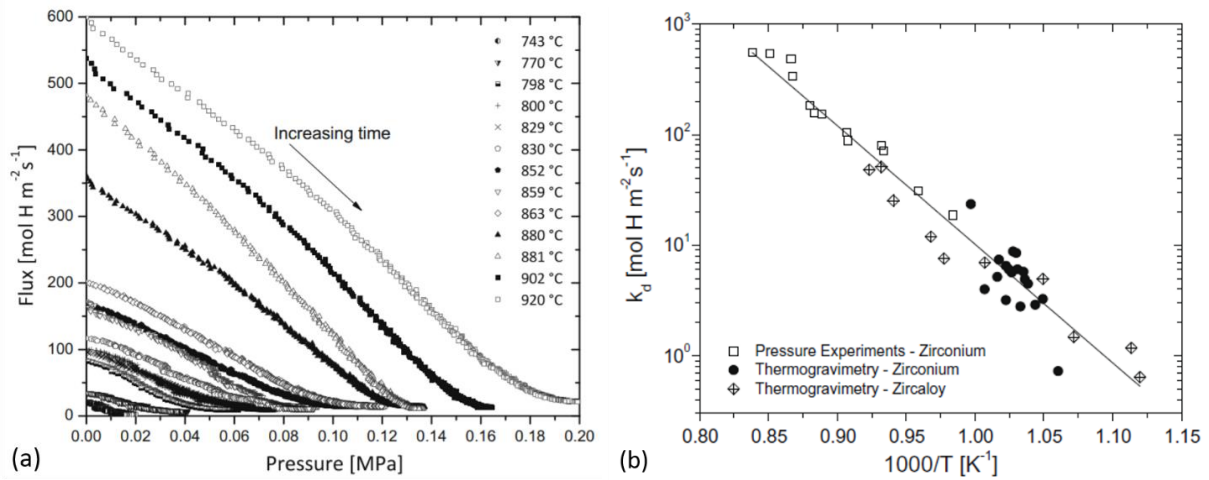 600
500
400
300
200
100
0
Flux [mol H m⁻² s⁻¹]
0.00 0.02 0.04 0.06 0.08 0.10 0.12 0.14 0.16 0.18 0.20
Pressure [MPa]
Increasing time
743 °C
770 °C
798 °C
800 °C
829 °C
830 °C
852 °C
859 °C
863 °C
880 °C
881 °C
902 °C
920 °C
(a)
10³
10²
10¹
10⁰
k_d [mol H m⁻² s⁻¹]
Pressure Experiments - Zirconium
Thermogravimetry - Zirconium
Thermogravimetry - Zircaloy
0.80 0.85 0.90 0.95 1.00 1.05 1.10 1.15
1000/T [K⁻¹]
(b)